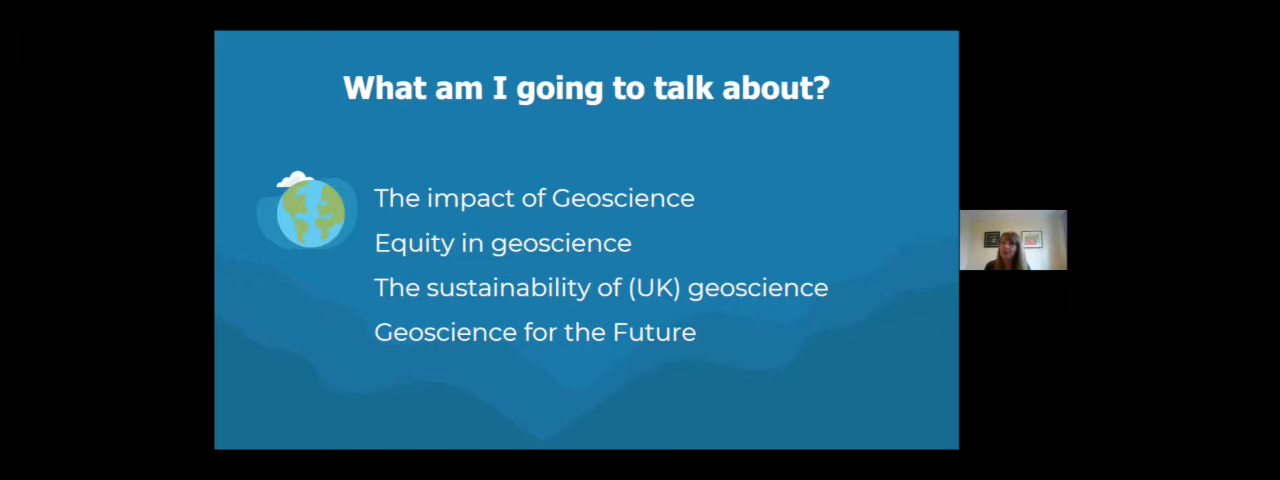 What am I going to talk about?
The impact of Geoscience
Equity in geoscience
The sustainability of (UK) geoscience
Geoscience for the Future